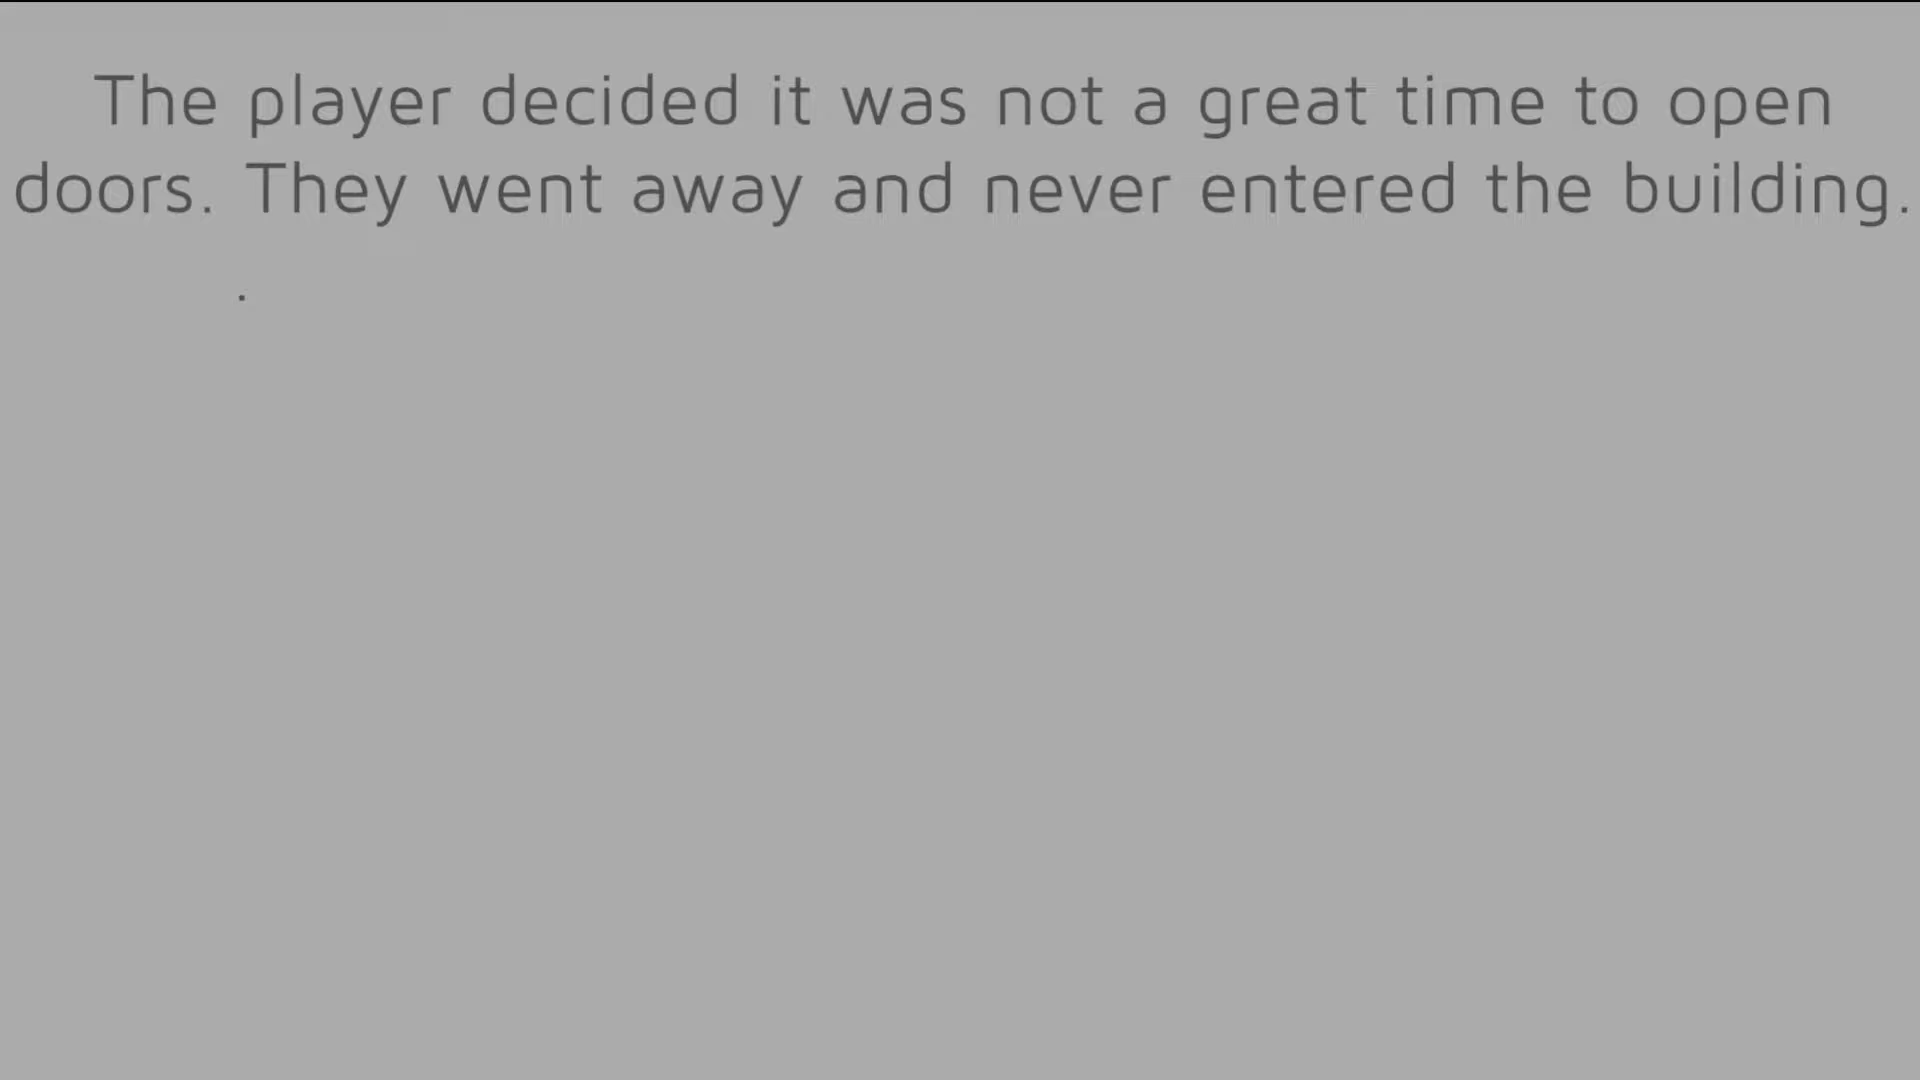 The player decided it was not a great time to open
doors. They went away and never entered the building.
.